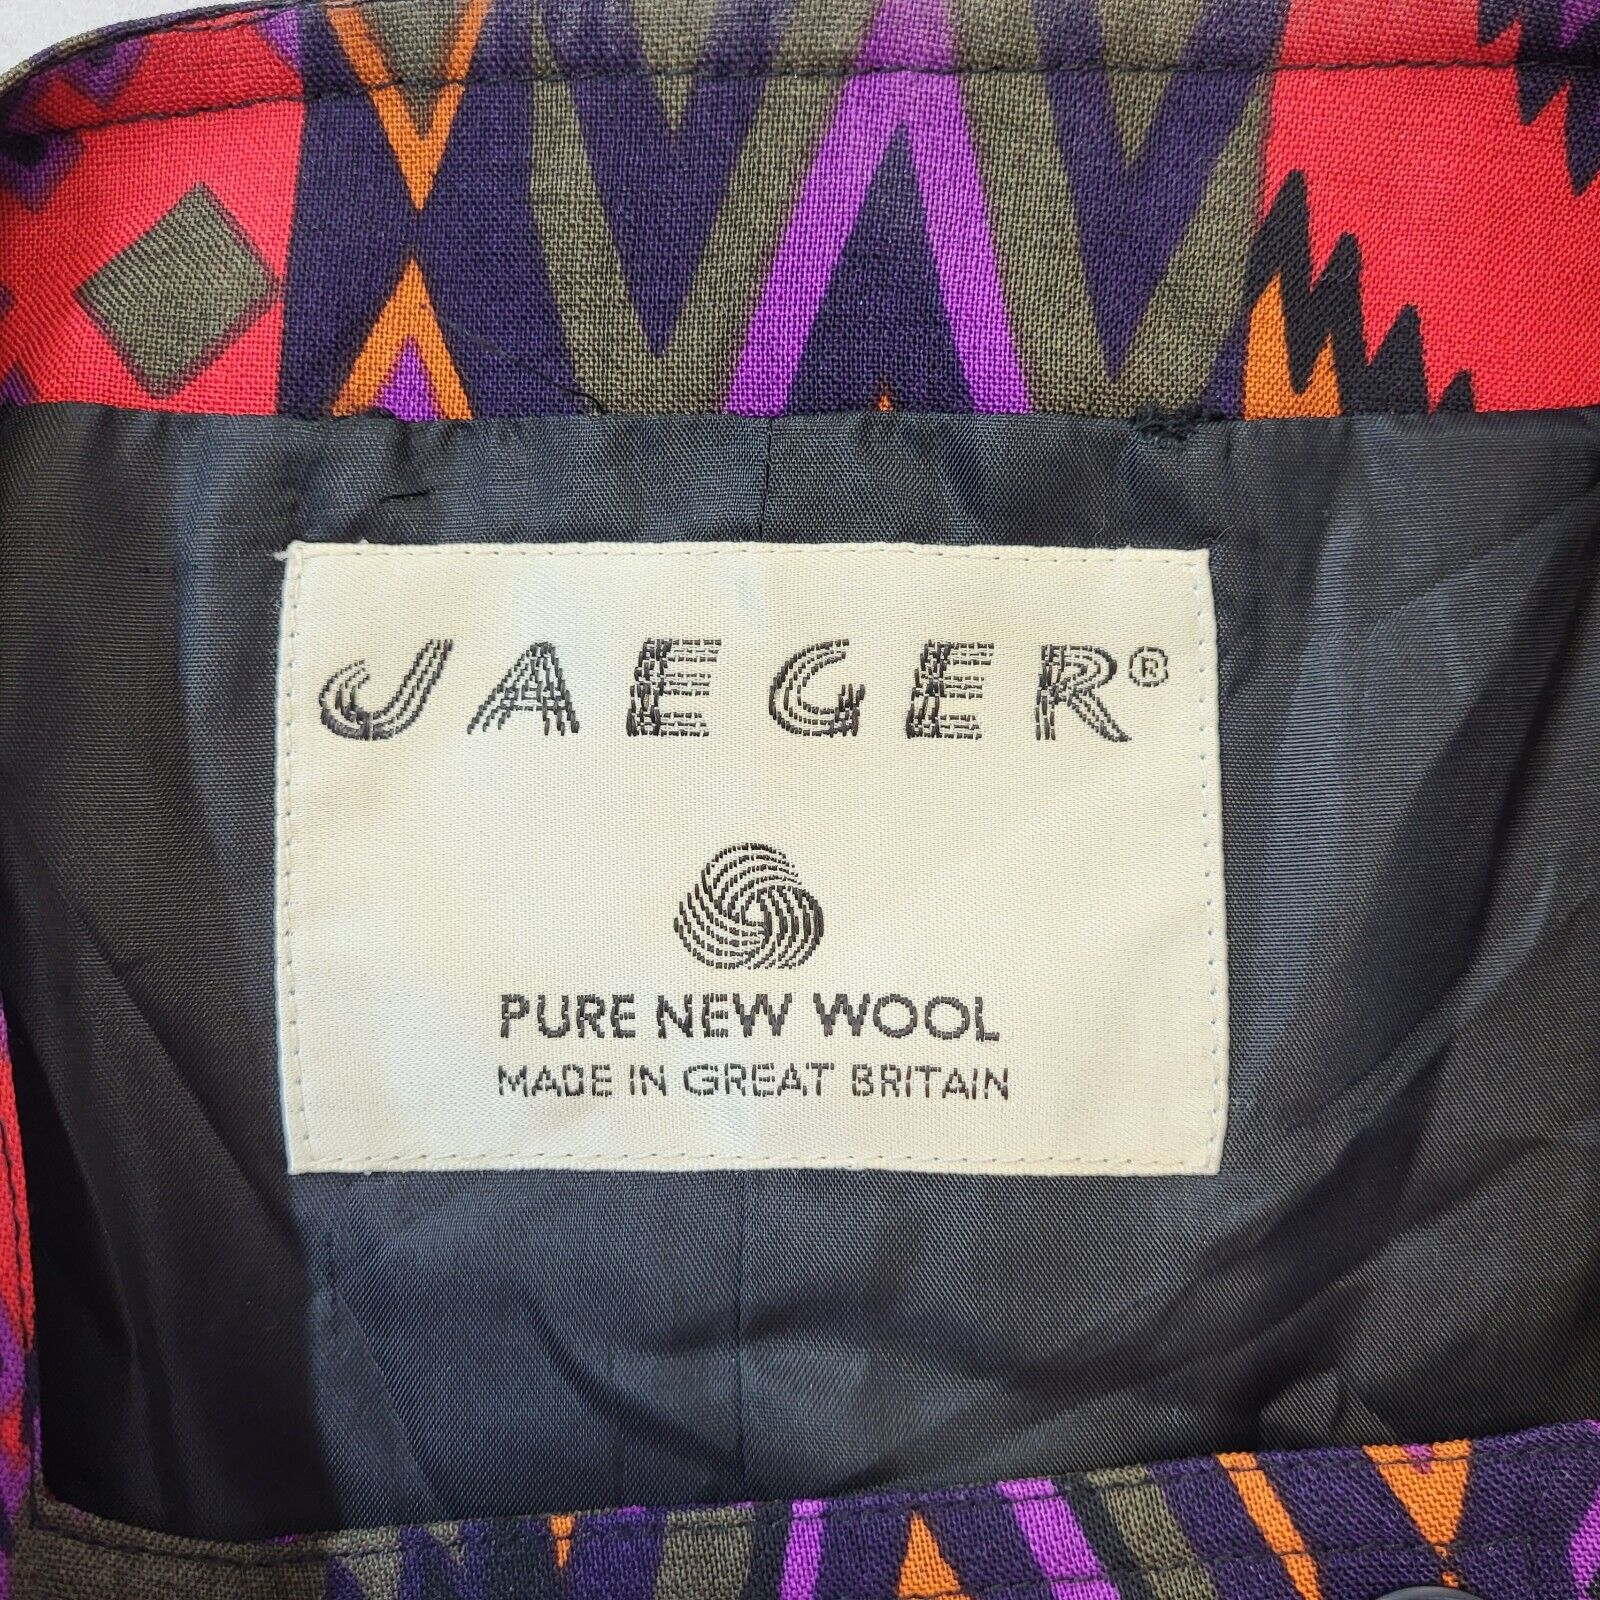 JAEGER®
PURE NEW WOOL
MADE IN GREAT BRITAIN